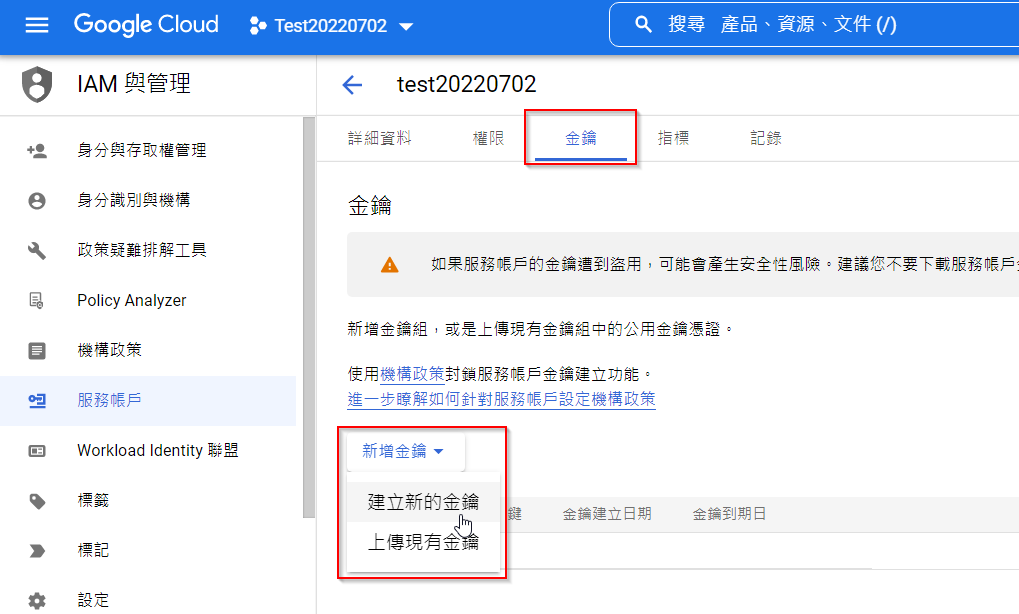 Google Cloud
Test20220702
搜尋 產品、資源、文件 (/)
IAM 與管理
身分與存取權管理
身分識別與機構
政策疑難排解工具
Policy Analyzer
機構政策
服務帳戶
Workload Identity 聯盟
標籤
標記
設定
test20220702
詳細資料 權限 金鑰 指標 記錄
金鑰
如果服務帳戶的金鑰遭到盜用，可能會產生安全性風險。建議您不要下載服務帳戶
新增金鑰組，或是上傳現有金鑰組中的公用金鑰憑證。
使用機構政策封鎖服務帳戶金鑰建立功能。
進一步瞭解如何針對服務帳戶設定機構政策
新增金鑰
建立新的金鑰
上傳現有金鑰
鍵 金鑰建立日期 金鑰到期日